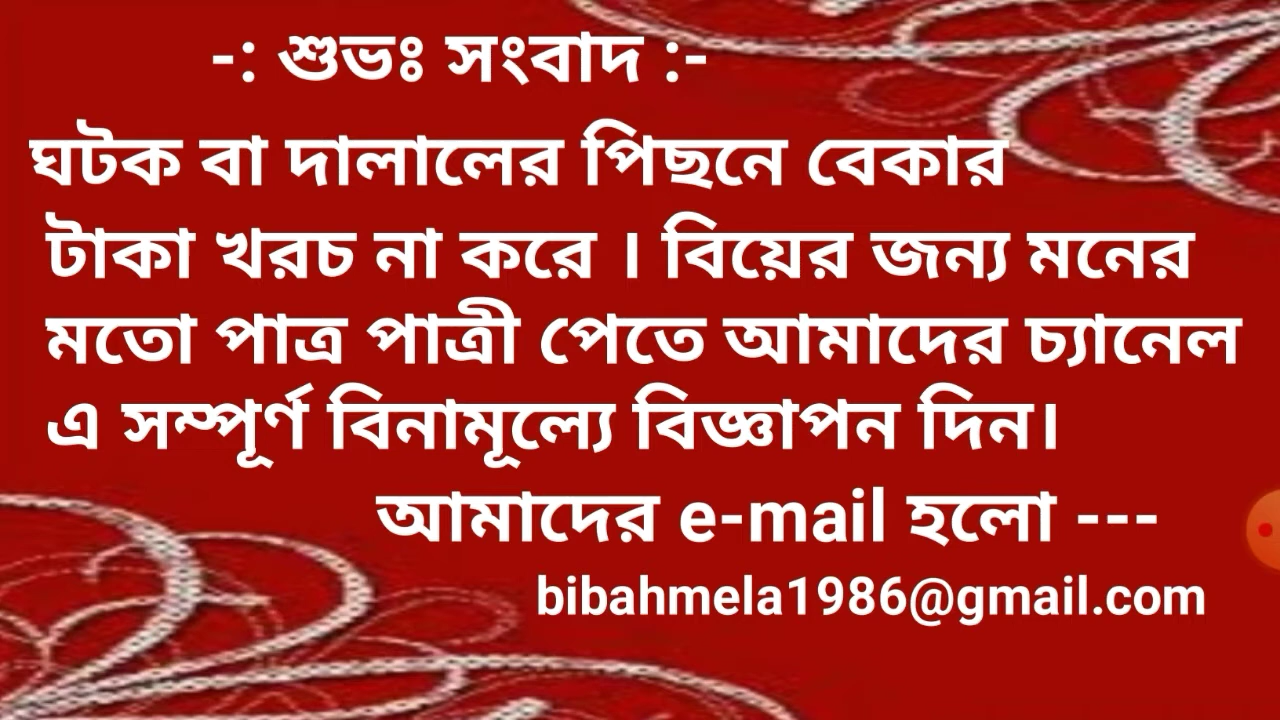 -: শুভঃ সংবাদ :-
ঘটক বা দালালের পিছনে বেকার
টাকা খরচ না করে । বিয়ের জন্য মনের
মতো পাত্র পাত্রী পেতে আমাদের চ্যানেল
এ সম্পূর্ণ বিনামূল্যে বিজ্ঞাপন দিন।
আমাদের e-mail হলো ---
bibahmela1986@gmail.com